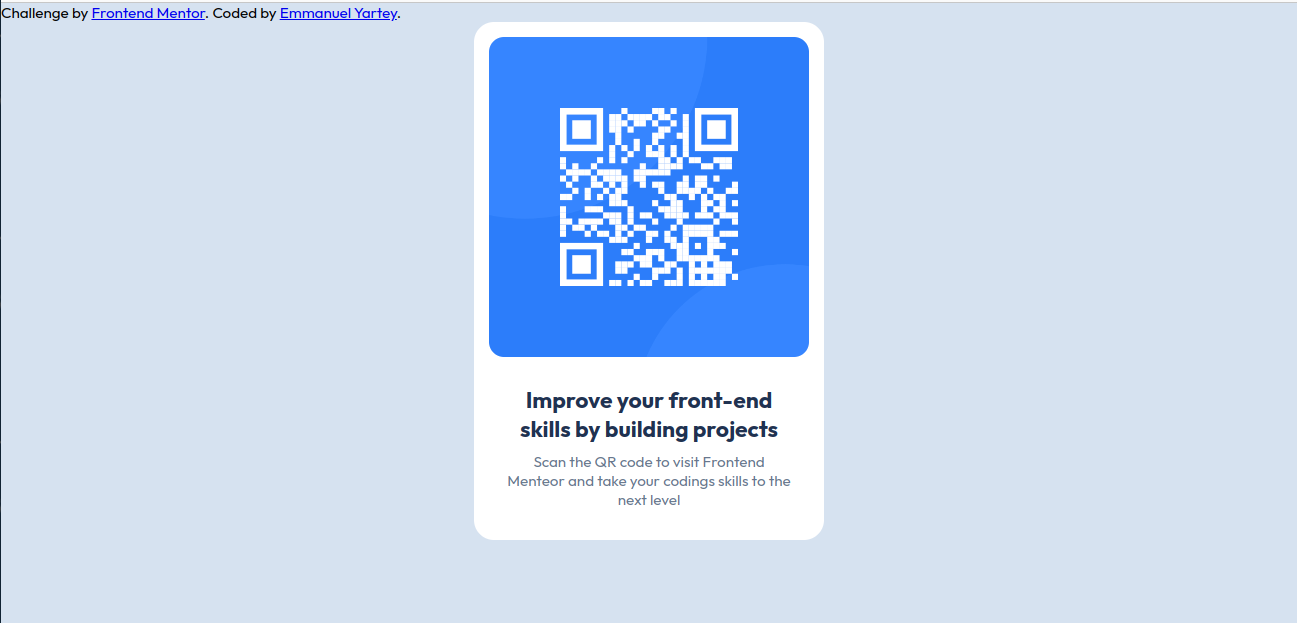 Challenge by Frontend Mentor. Coded by Emmanuel Yartey.
Improve your front-end
skills by building projects
Scan the QR code to visit Frontend
Menteor and take your codings skills to the
next level